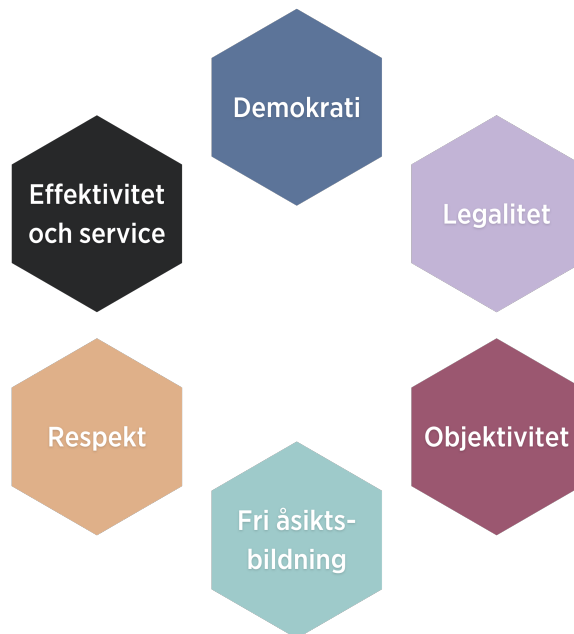 Demokrati
Effektivitet
och service
Legalitet
Respekt
Objektivitet
Fri åsikts-
bildning